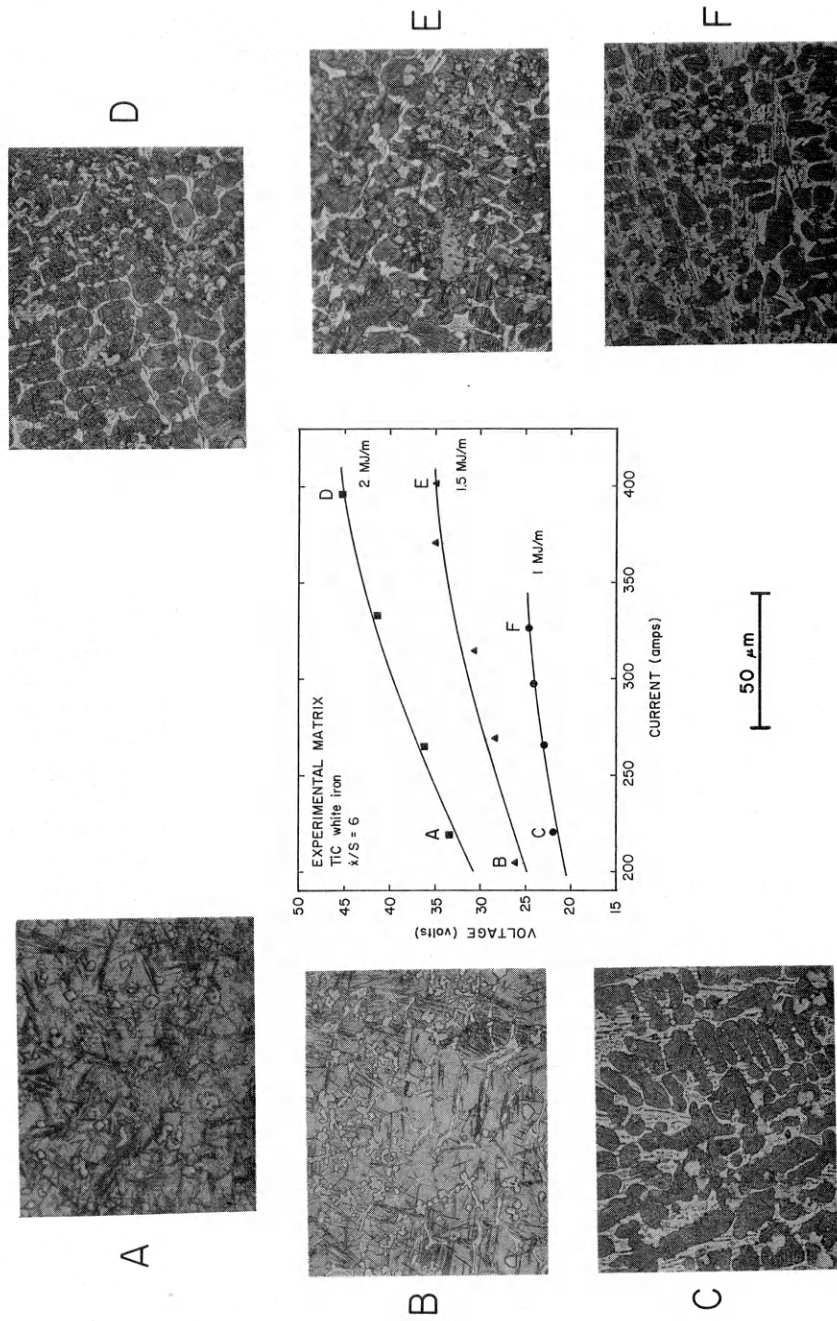 D
E
F
A
B
C
EXPERIMENTAL MATRIX
TiC white iron
ẋ/S = 6
VOLTAGE (volts)
50
45
40
35
30
25
20
15
A
B
C
D
2 MJ/m
E
1.5 MJ/m
F
1 MJ/m
200
250
300
350
400
CURRENT (amps)
50 μm